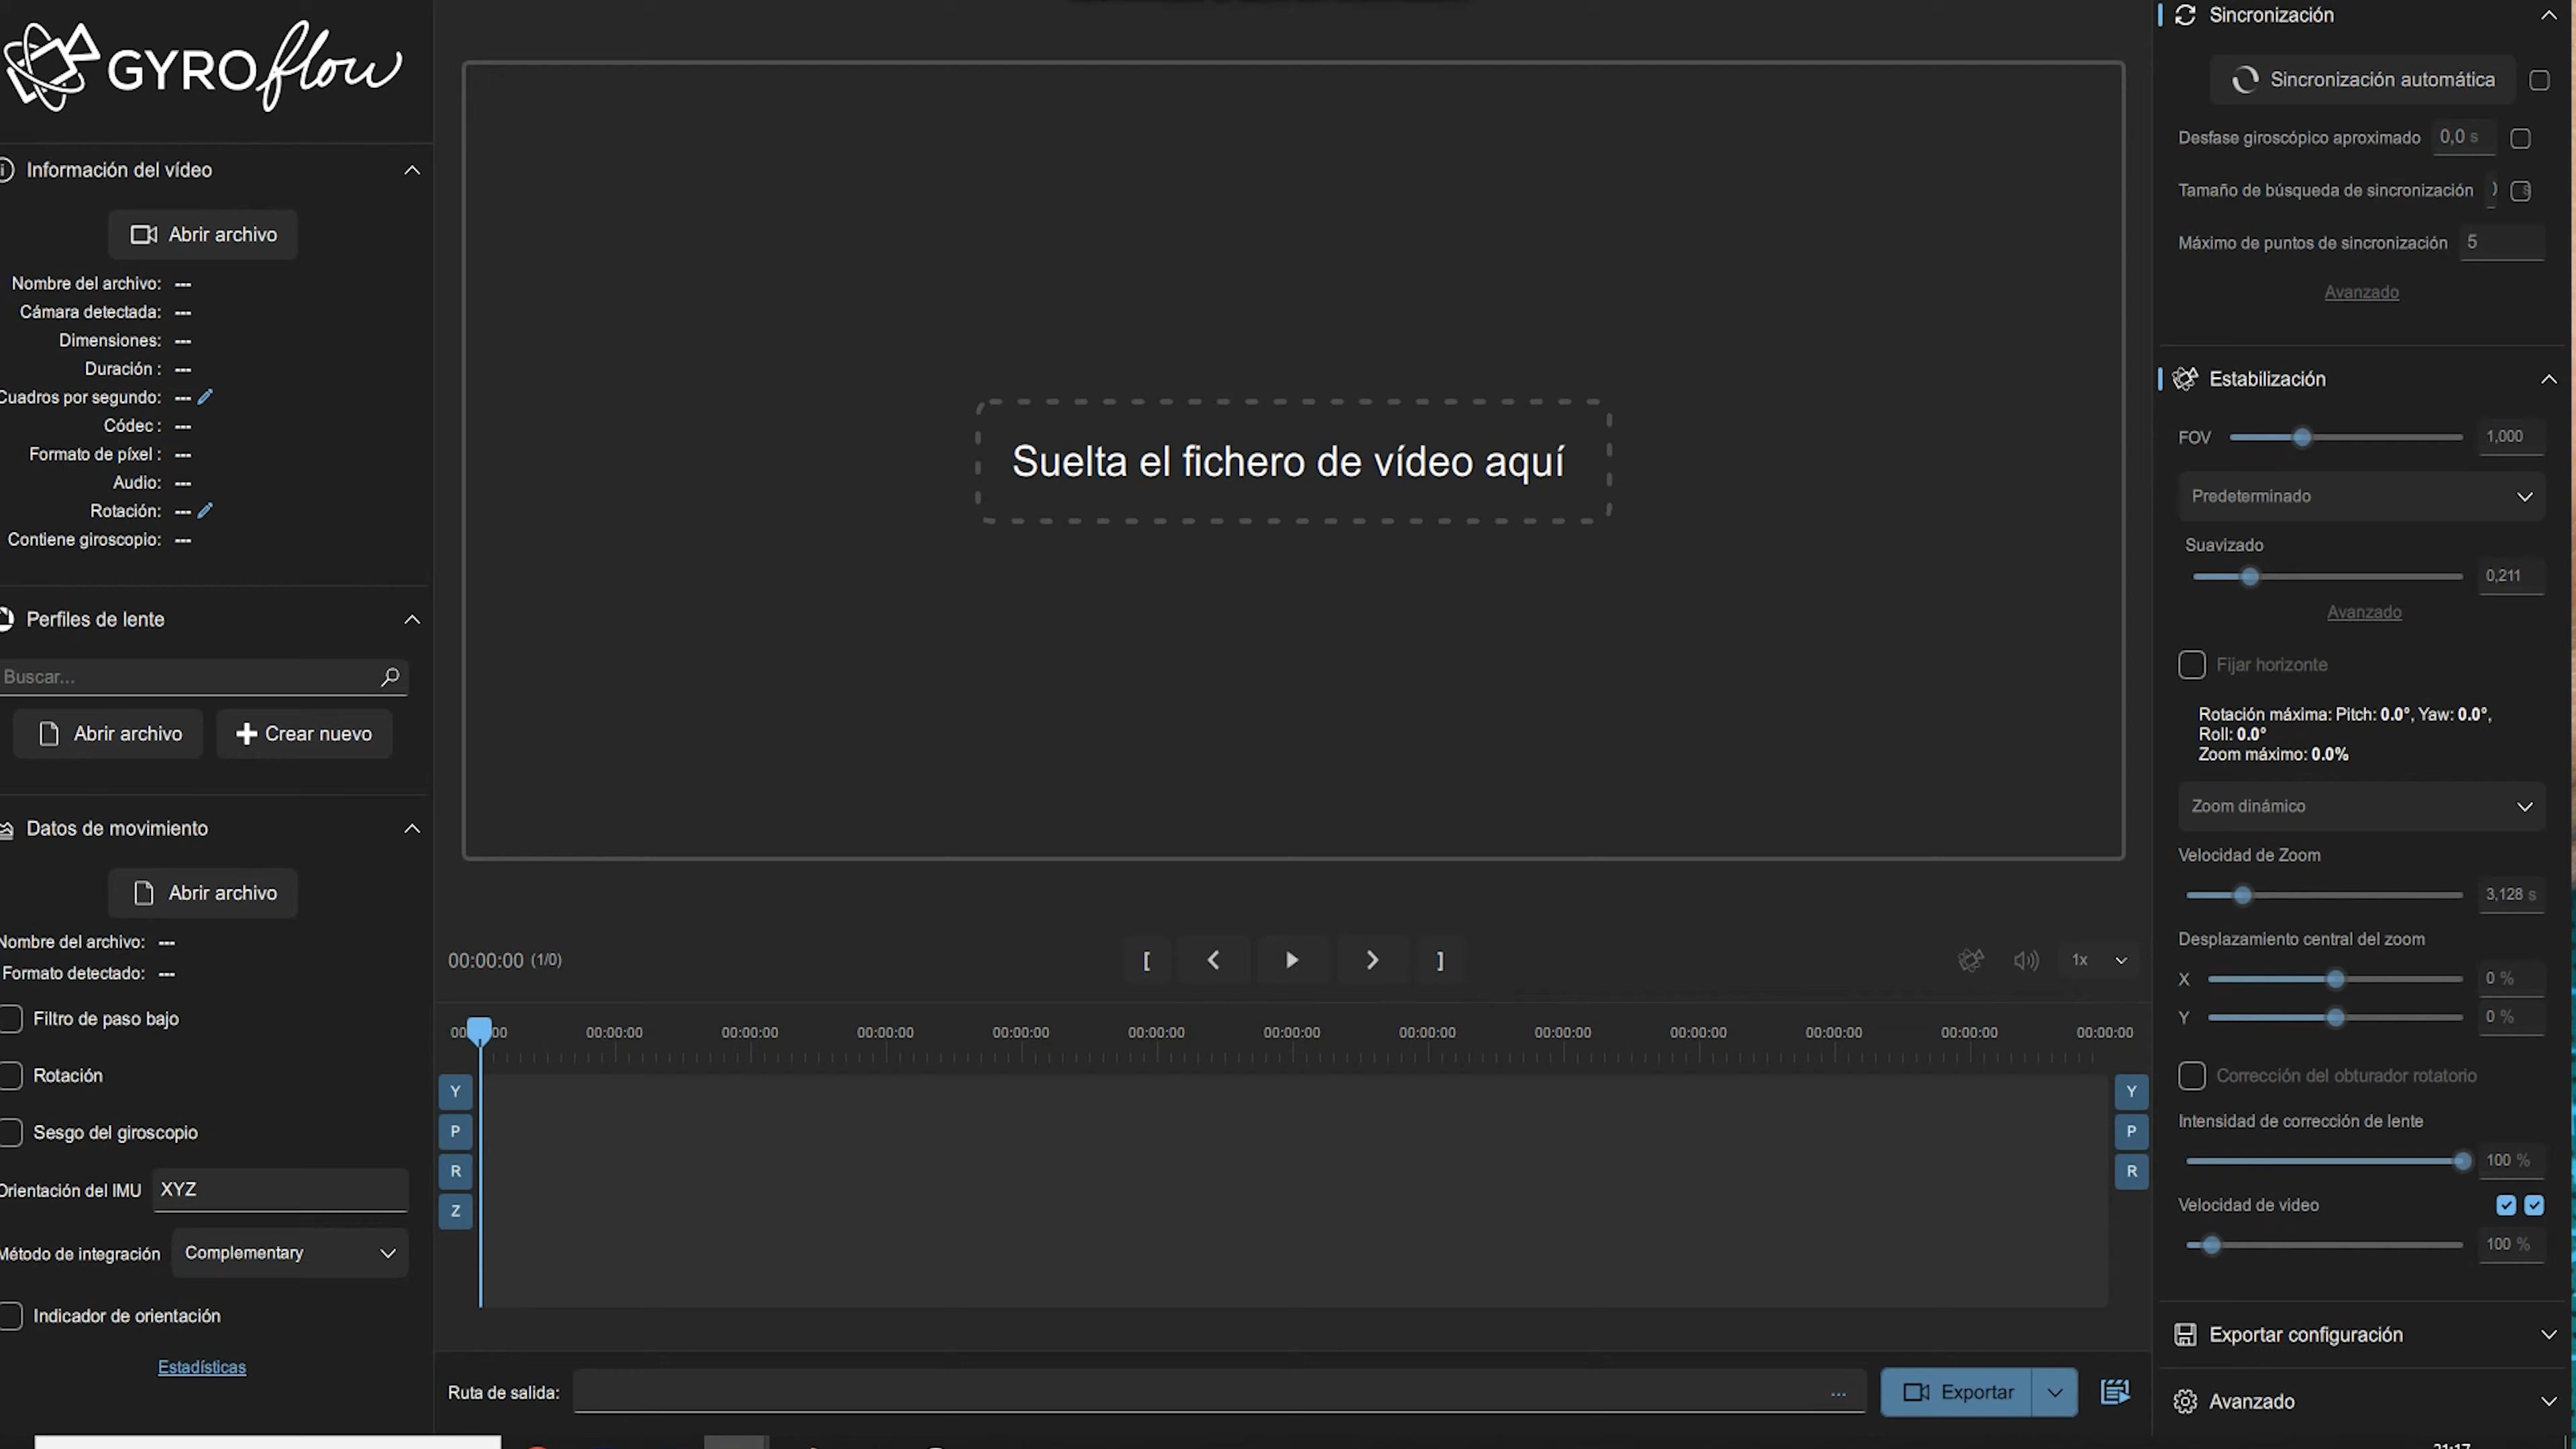 GYROflow
Información del vídeo
Abrir archivo
Nombre del archivo: ---
Cámara detectada: ---
Dimensiones: ---
Duración : ---
Cuadros por segundo: ---
Códec : ---
Formato de píxel : ---
Audio: ---
Rotación: ---
Contiene giroscopio: ---
Perfiles de lente
Buscar...
Abrir archivo
Crear nuevo
Datos de movimiento
Abrir archivo
Nombre del archivo: ---
Formato detectado: ---
Filtro de paso bajo
Rotación
Sesgo del giroscopio
Orientación del IMU XYZ
Método de integración Complementary
Indicador de orientación
Estadísticas
Suelta el fichero de vídeo aquí
00:00:00 (1/0)
[ ]
1x
00:00:00 00:00:00 00:00:00 00:00:00 00:00:00 00:00:00 00:00:00 00:00:00 00:00:00 00:00:00 00:00:00 00:00:00
Y Y
P P
R R
Z
Ruta de salida: ...
Exportar
Sincronización
Sincronización automática
Desfase giroscópico aproximado 0,0 s
Tamaño de búsqueda de sincronización s
Máximo de puntos de sincronización 5
Avanzado
Estabilización
FOV 1,000
Predeterminado
Suavizado
0,211
Avanzado
Fijar horizonte
Rotación máxima: Pitch: 0.0°, Yaw: 0.0°,
Roll: 0.0°
Zoom máximo: 0.0%
Zoom dinámico
Velocidad de Zoom
3,128 s
Desplazamiento central del zoom
X 0 %
Y 0 %
Corrección del obturador rotatorio
Intensidad de corrección de lente
100 %
Velocidad de video
100 %
Exportar configuración
Avanzado